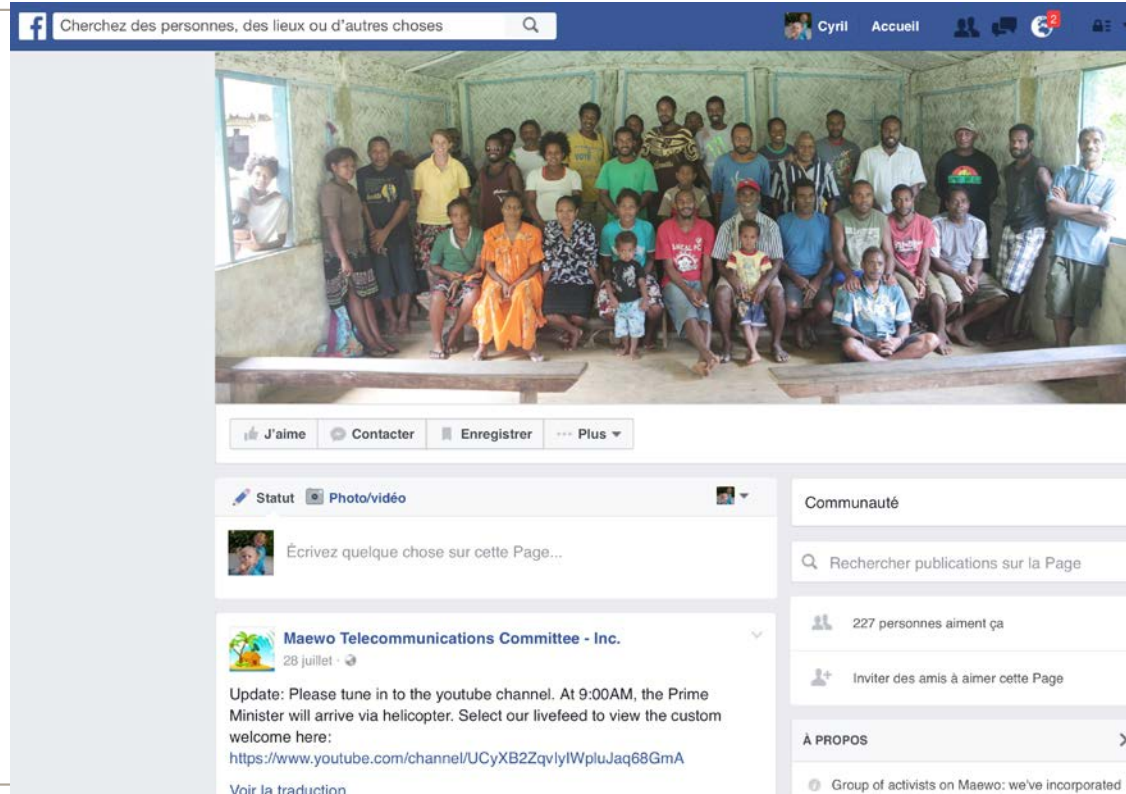 Cherchez des personnes, des lieux ou d'autres choses
Cyril Accueil 2
J'aime Contacter Enregistrer Plus
Statut Photo/vidéo
Écrivez quelque chose sur cette Page...
Maewo Telecommunications Committee - Inc.
28 juillet ·
Update: Please tune in to the youtube channel. At 9:00AM, the Prime
Minister will arrive via helicopter. Select our livefeed to view the custom
welcome here:
https://www.youtube.com/channel/UCyXB2ZqvIyIWpluJaq68GmA
Voir la traduction
Communauté
Rechercher publications sur la Page
227 personnes aiment ça
Inviter des amis à aimer cette Page
À PROPOS
Group of activists on Maewo: we've incorporated